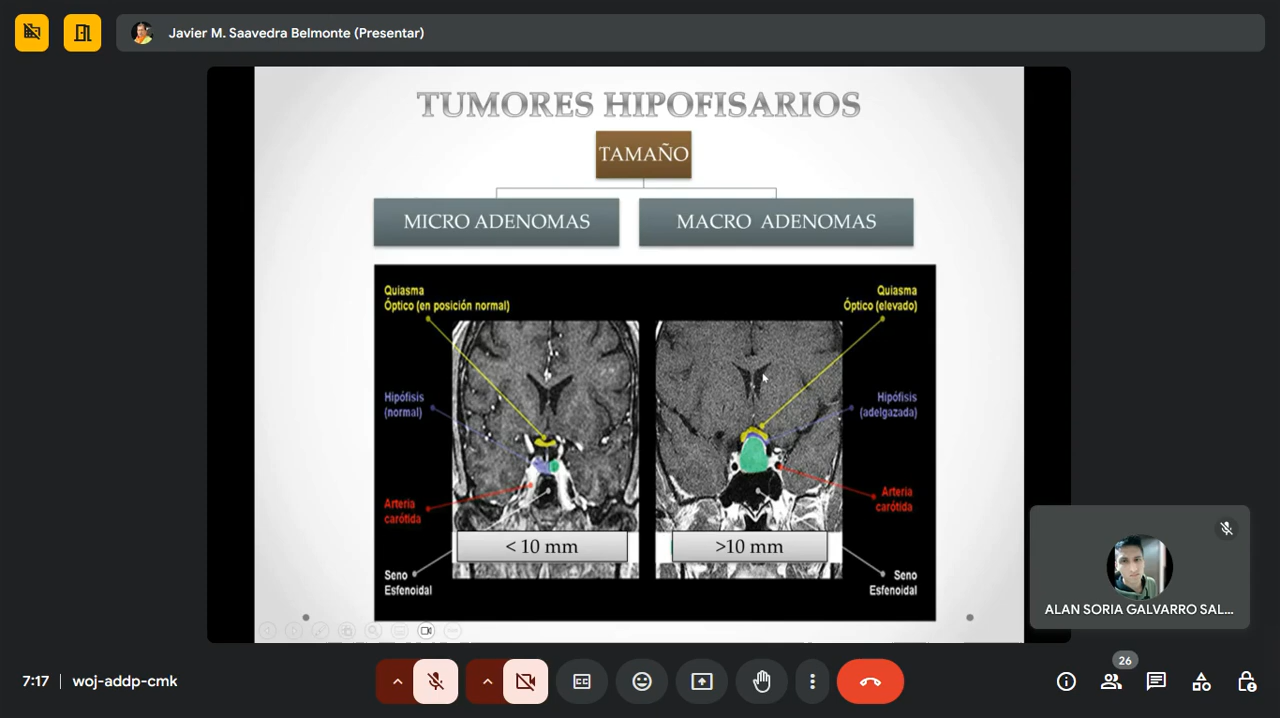 Javier M. Saavedra Belmonte (Presentar)
TUMORES HIPOFISARIOS
TAMAÑO
MICRO ADENOMAS
MACRO  ADENOMAS
Quiasma
Óptico (en posición normal)
Quiasma
Óptico (elevado)
Hipófisis
(normal)
Hipófisis
(adelgazada)
Arteria
carótida
Arteria
carótida
< 10 mm
>10 mm
Seno
Esfenoidal
Seno
Esfenoidal
ALAN SORIA GALVARRO SAL...
7:17
woj-addp-cmk
26